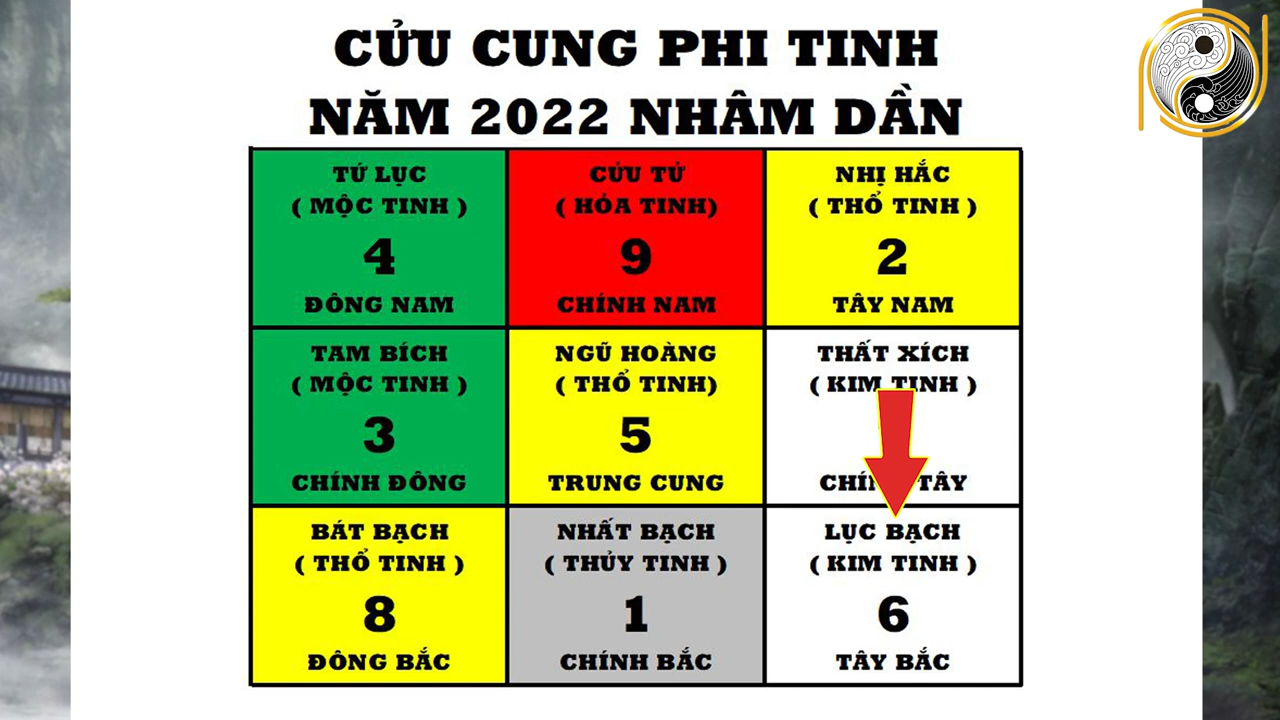 CỬU CUNG PHI TINH
NĂM 2022 NHÂM DẦN
TỨ LỤC
( MỘC TINH )
4
ĐÔNG NAM
CỬU TỬ
( HỎA TINH)
9
CHÍNH NAM
NHỊ HẮC
( THỔ TINH )
2
TÂY NAM
TAM BÍCH
( MỘC TINH )
3
CHÍNH ĐÔNG
NGŨ HOÀNG
( THỔ TINH)
5
TRUNG CUNG
THẤT XÍCH
( KIM TINH )
TÂY
BÁT BẠCH
( THỔ TINH )
8
ĐÔNG BẮC
NHẤT BẠCH
( THỦY TINH )
1
CHÍNH BẮC
LỤC BẠCH
( KIM TINH )
6
TÂY BẮC